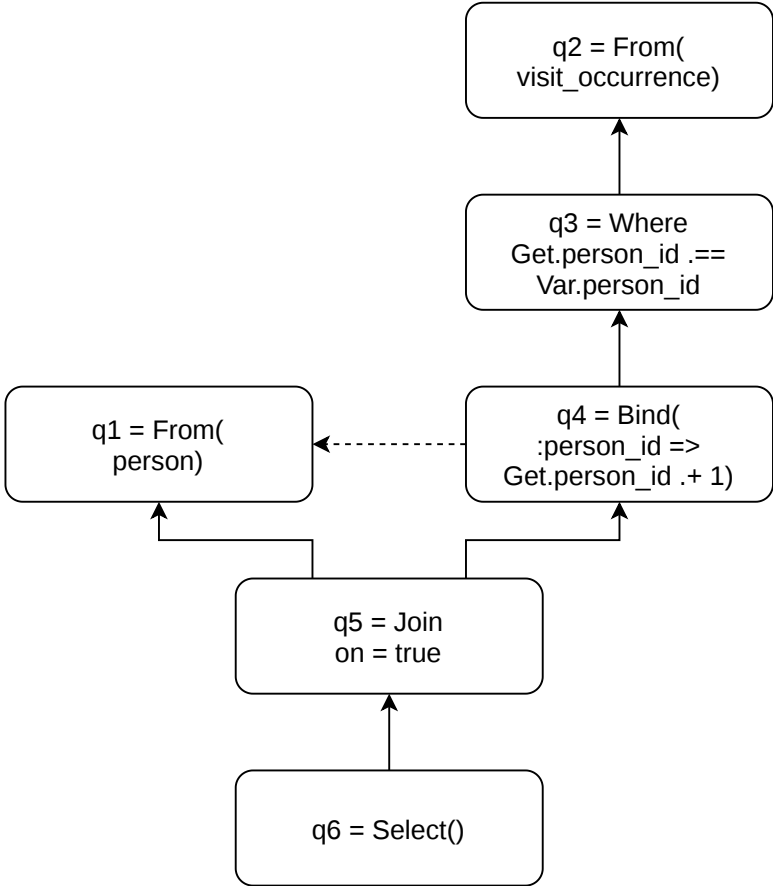 q2 = From(
visit_occurrence)
q3 = Where
Get.person_id .==
Var.person_id
q1 = From(
person)
q4 = Bind(
:person_id =>
Get.person_id .+ 1)
q5 = Join
on = true
q6 = Select()